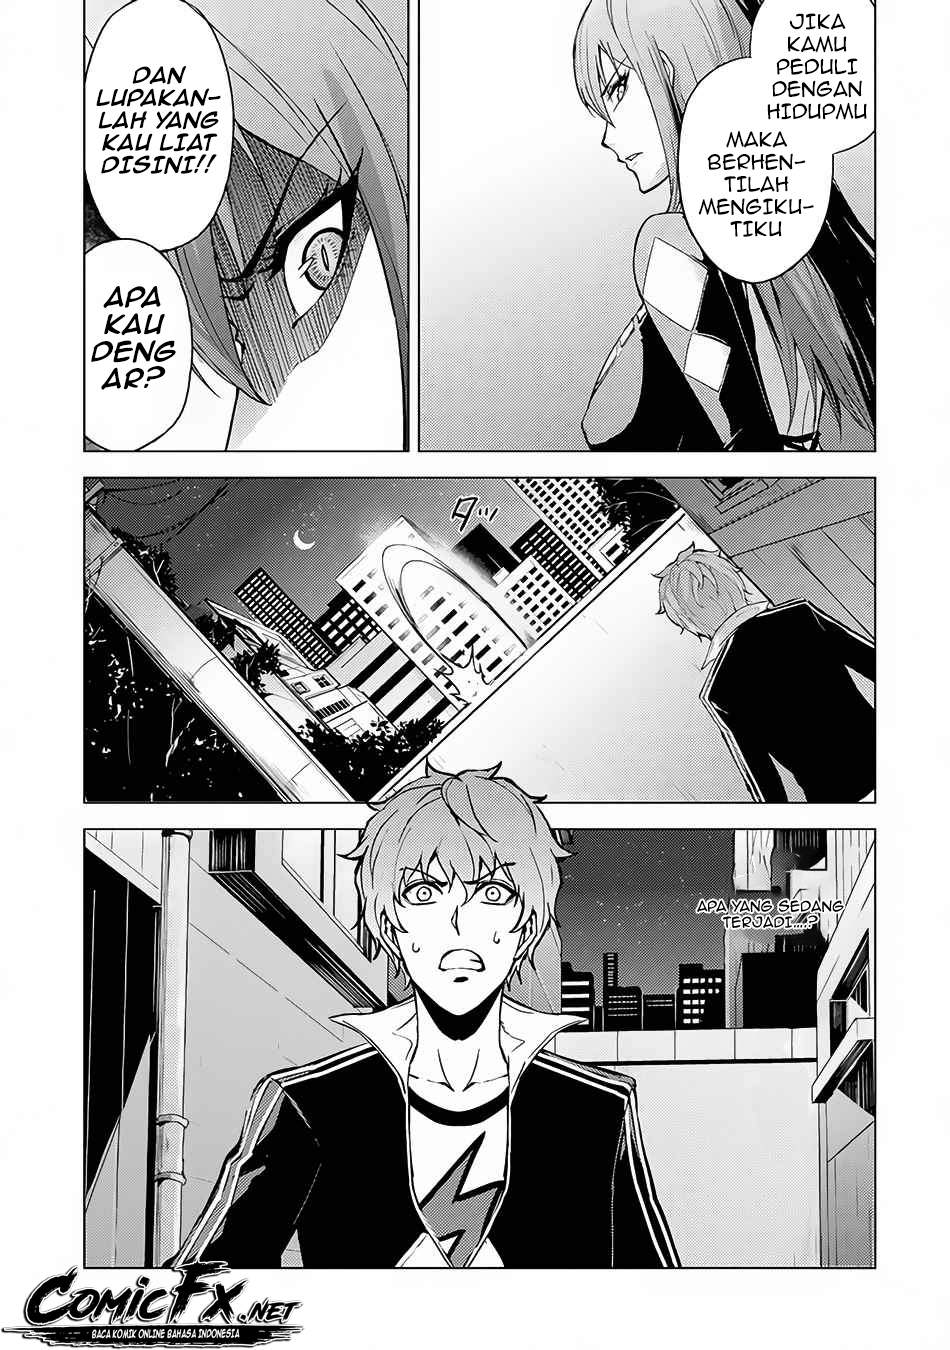 JIKA
KAMU
PEDULI
DENGAN
HIDUPMU
MAKA
BERHEN-
TILAH
MENGIKU-
TIKU
DAN
LUPAKAN-
LAH YANG
KAU LIAT
DISINI!!
APA
KAU
DENG
AR?
ダッ
APA YANG SEDANG
TERJADI....?
COMICFX.NET
BACA KOMIK ONLINE BAHASA INDONESIA